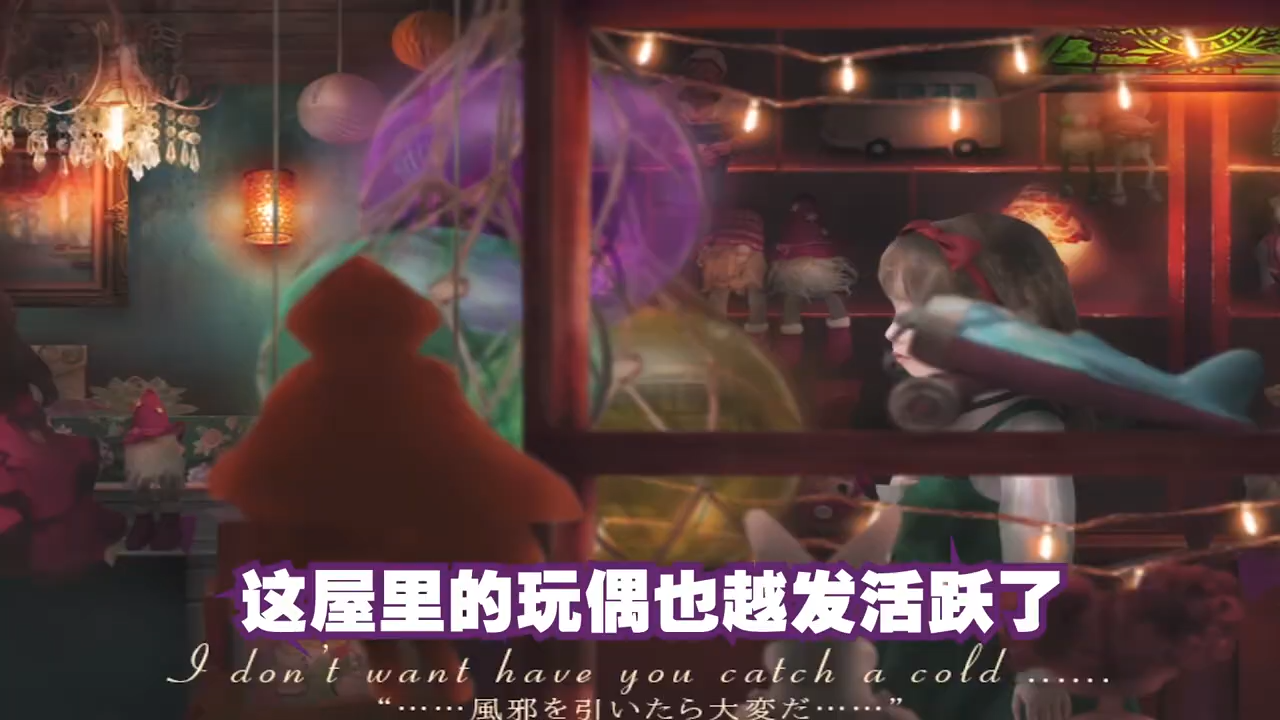 这屋里的玩偶也越发活跃了
I don't want have you catch a cold ......
“……風邪を引いたら大変だ……”